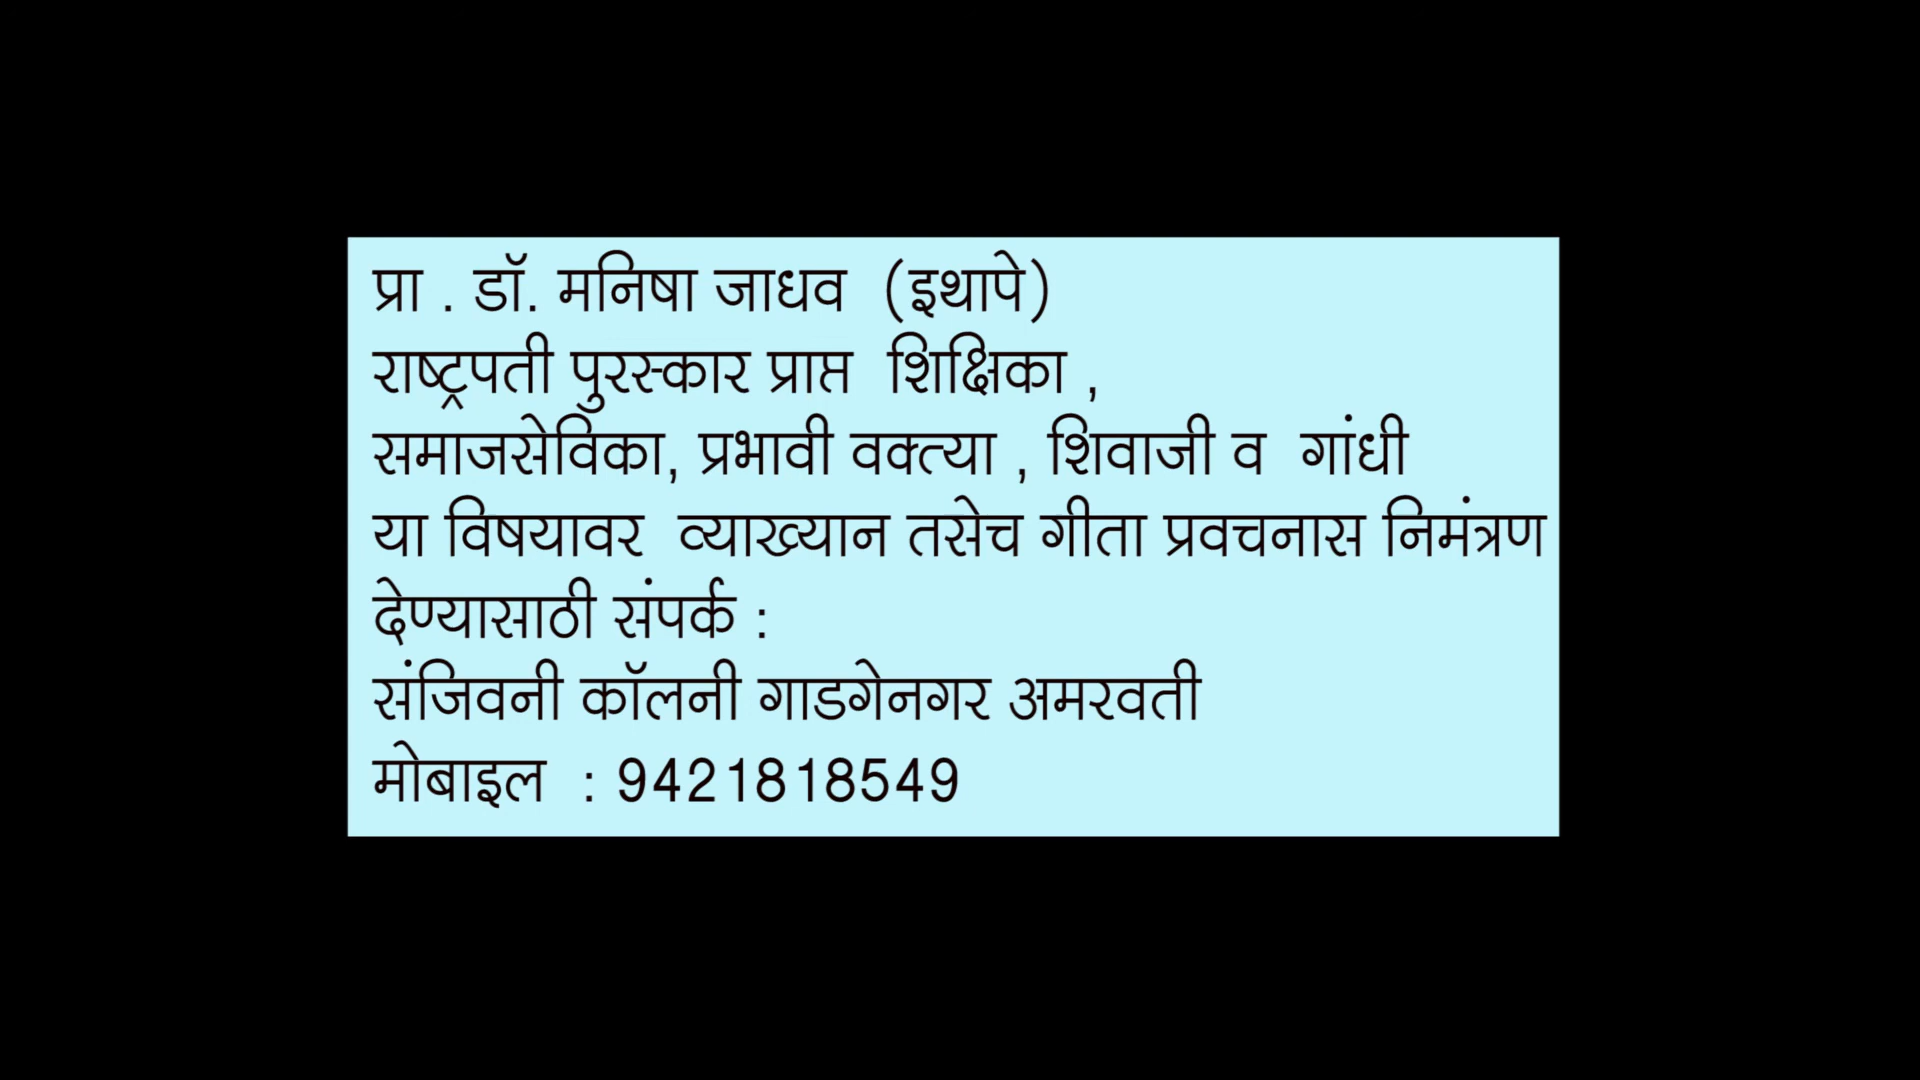 प्रा . डॉ. मनिषा जाधव  (इथापे)
राष्ट्रपती पुरस्कार प्राप्त  शिक्षिका ,
समाजसेविका, प्रभावी वक्त्या , शिवाजी व  गांधी
या विषयावर  व्याख्यान तसेच गीता प्रवचनास निमंत्रण
देण्यासाठी संपर्क :
संजिवनी कॉलनी गाडगेनगर अमरवती
मोबाइल  : 9421818549